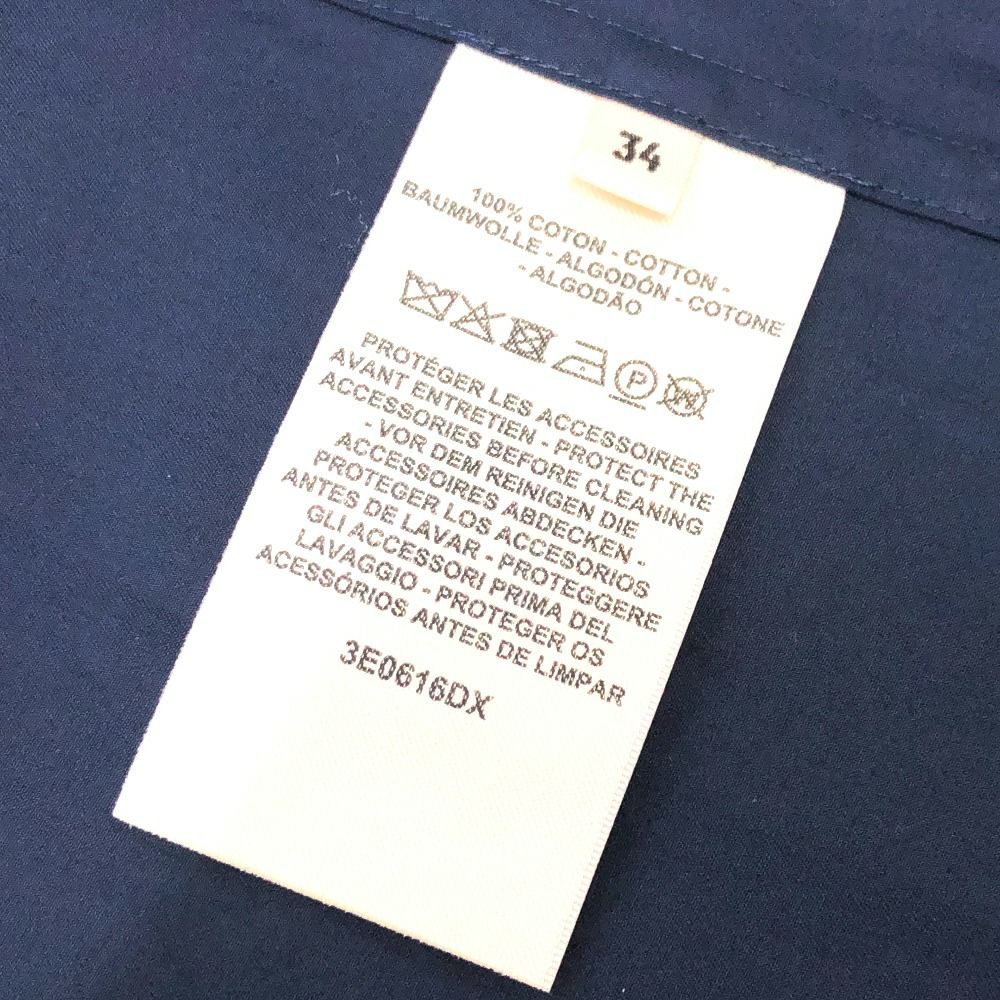 34
100% COTON - COTTON -
BAUMWOLLE - ALGODÓN - COTONE
- ALGODÃO
P W
PROTÉGER LES ACCESSOIRES
AVANT ENTRETIEN - PROTECT THE
ACCESSORIES BEFORE CLEANING
- VOR DEM REINIGEN DIE
ACCESSOIRES ABDECKEN -
PROTEGER LOS ACCESORIOS
ANTES DE LAVAR - PROTEGGERE
GLI ACCESSORI PRIMA DEL
LAVAGGIO - PROTEGER OS
ACESSÓRIOS ANTES DE LIMPAR
3E0616DX